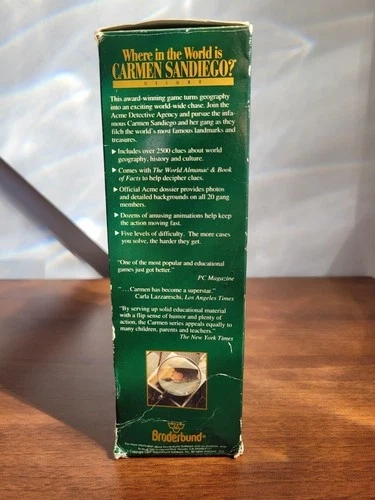 Where in the World is
CARMEN SANDIEGO?
DELUXE
This award-winning game turns geography
into an exciting world-wide chase. Join the
Acme Detective Agency and pursue the infa-
mous Carmen Sandiego and her gang as they
filch the world's most famous landmarks and
treasures.
▶ Includes over 2500 clues about world
geography, history and culture.
▶ Comes with The World Almanac & Book
of Facts to help decipher clues.
▶ Official Acme dossier provides photos
and detailed backgrounds on all 20 gang
members.
▶ Dozens of amusing animations help keep
the action moving fast.
▶ Five levels of difficulty. The more cases
you solve, the harder they get.
"One of the most popular and educational
games just got better."
PC Magazine
"…Carmen has become a superstar."
Carla Lazzareschi, Los Angeles Times
"By serving up solid educational material
with a flip sense of humor and plenty of
action, the Carmen series appeals equally to
many children, parents and teachers."
The New York Times
Brøderbund